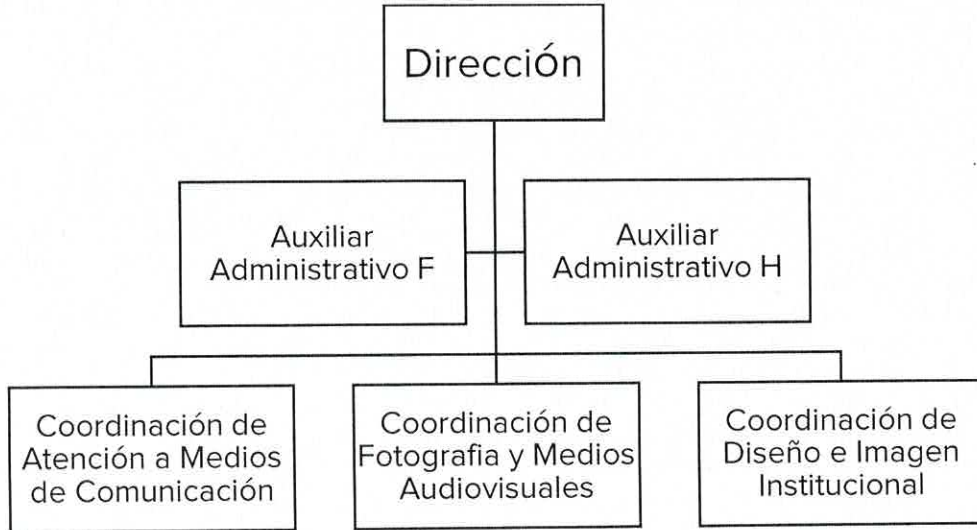 Dirección
Auxiliar
Administrativo F
Auxiliar
Administrativo H
Coordinación de
Atención a Medios
de Comunicación
Coordinación de
Fotografia y Medios
Audiovisuales
Coordinación de
Diseño e Imagen
Institucional